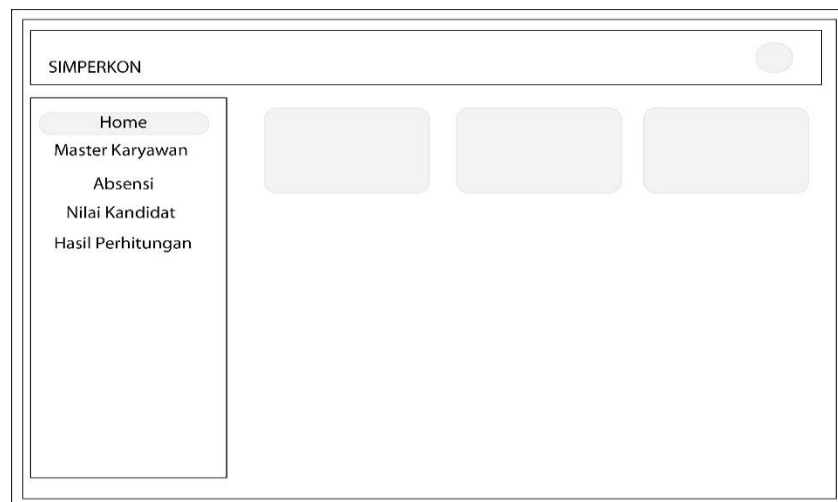 SIMPERKON
Home
Master Karyawan
Absensi
Nilai Kandidat
Hasil Perhitungan